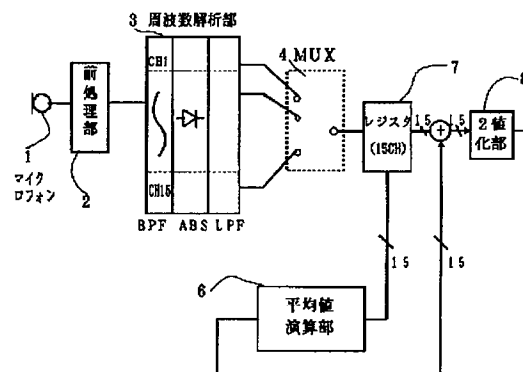 3 周波数解析部
CH1
CH15
BPF ABS LPF
前処理部
2
1
マイクロフォン
4 MUX
7
レジスタ
(15CH)
15
15
8
2値化部
15
15
6
平均値
演算部